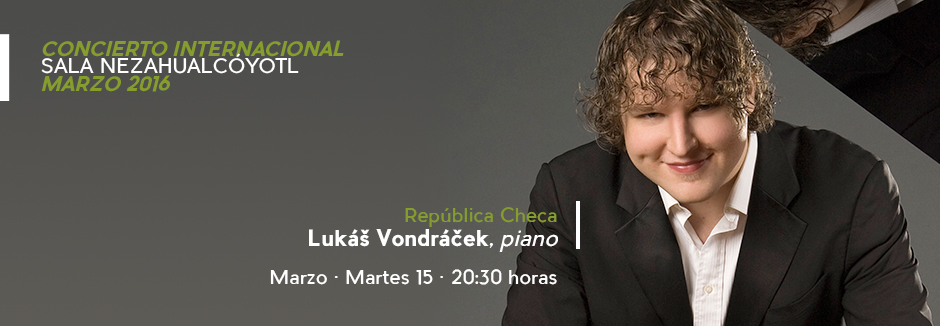 CONCIERTO INTERNACIONAL
SALA NEZAHUALCÓYOTL
MARZO 2016
República Checa
Lukáš Vondráček, piano
Marzo · Martes 15 · 20:30 horas